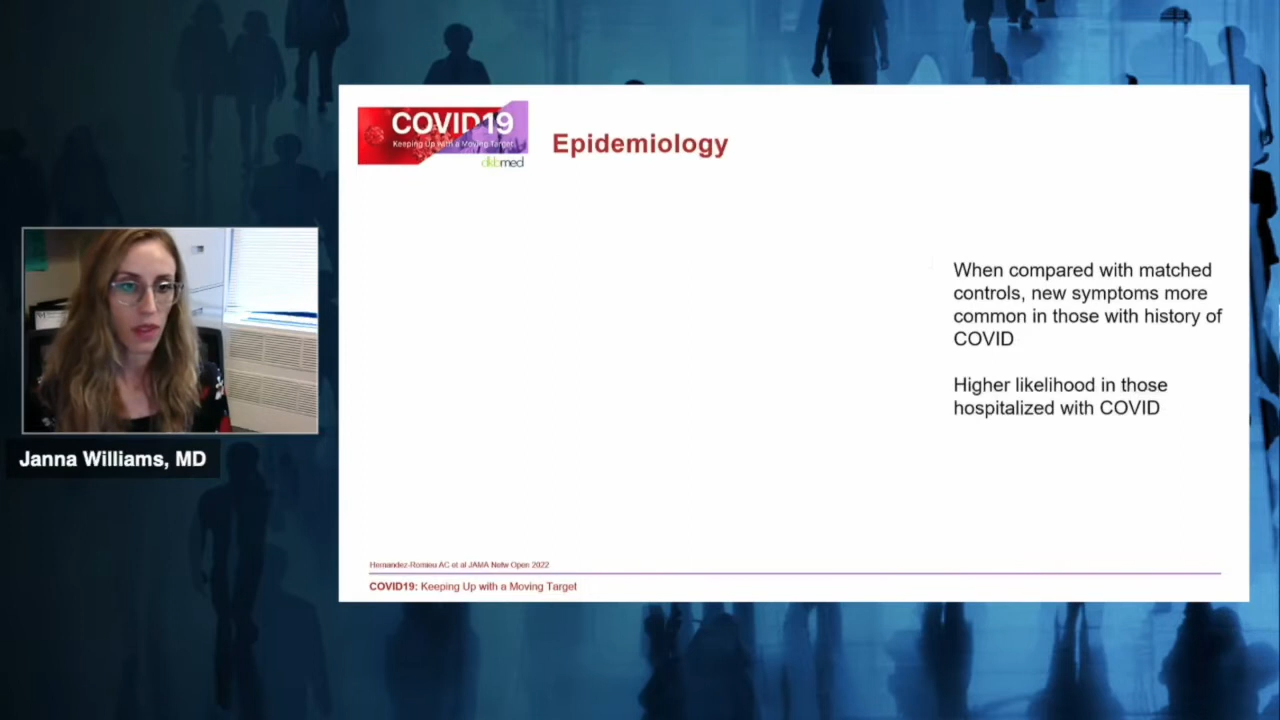 COVID19
Keeping Up with a Moving Target
dkbmed
Epidemiology
When compared with matched
controls, new symptoms more
common in those with history of
COVID
Higher likelihood in those
hospitalized with COVID
Janna Williams, MD
Hernandez-Romieu AC et al JAMA Netw Open 2022
COVID19: Keeping Up with a Moving Target